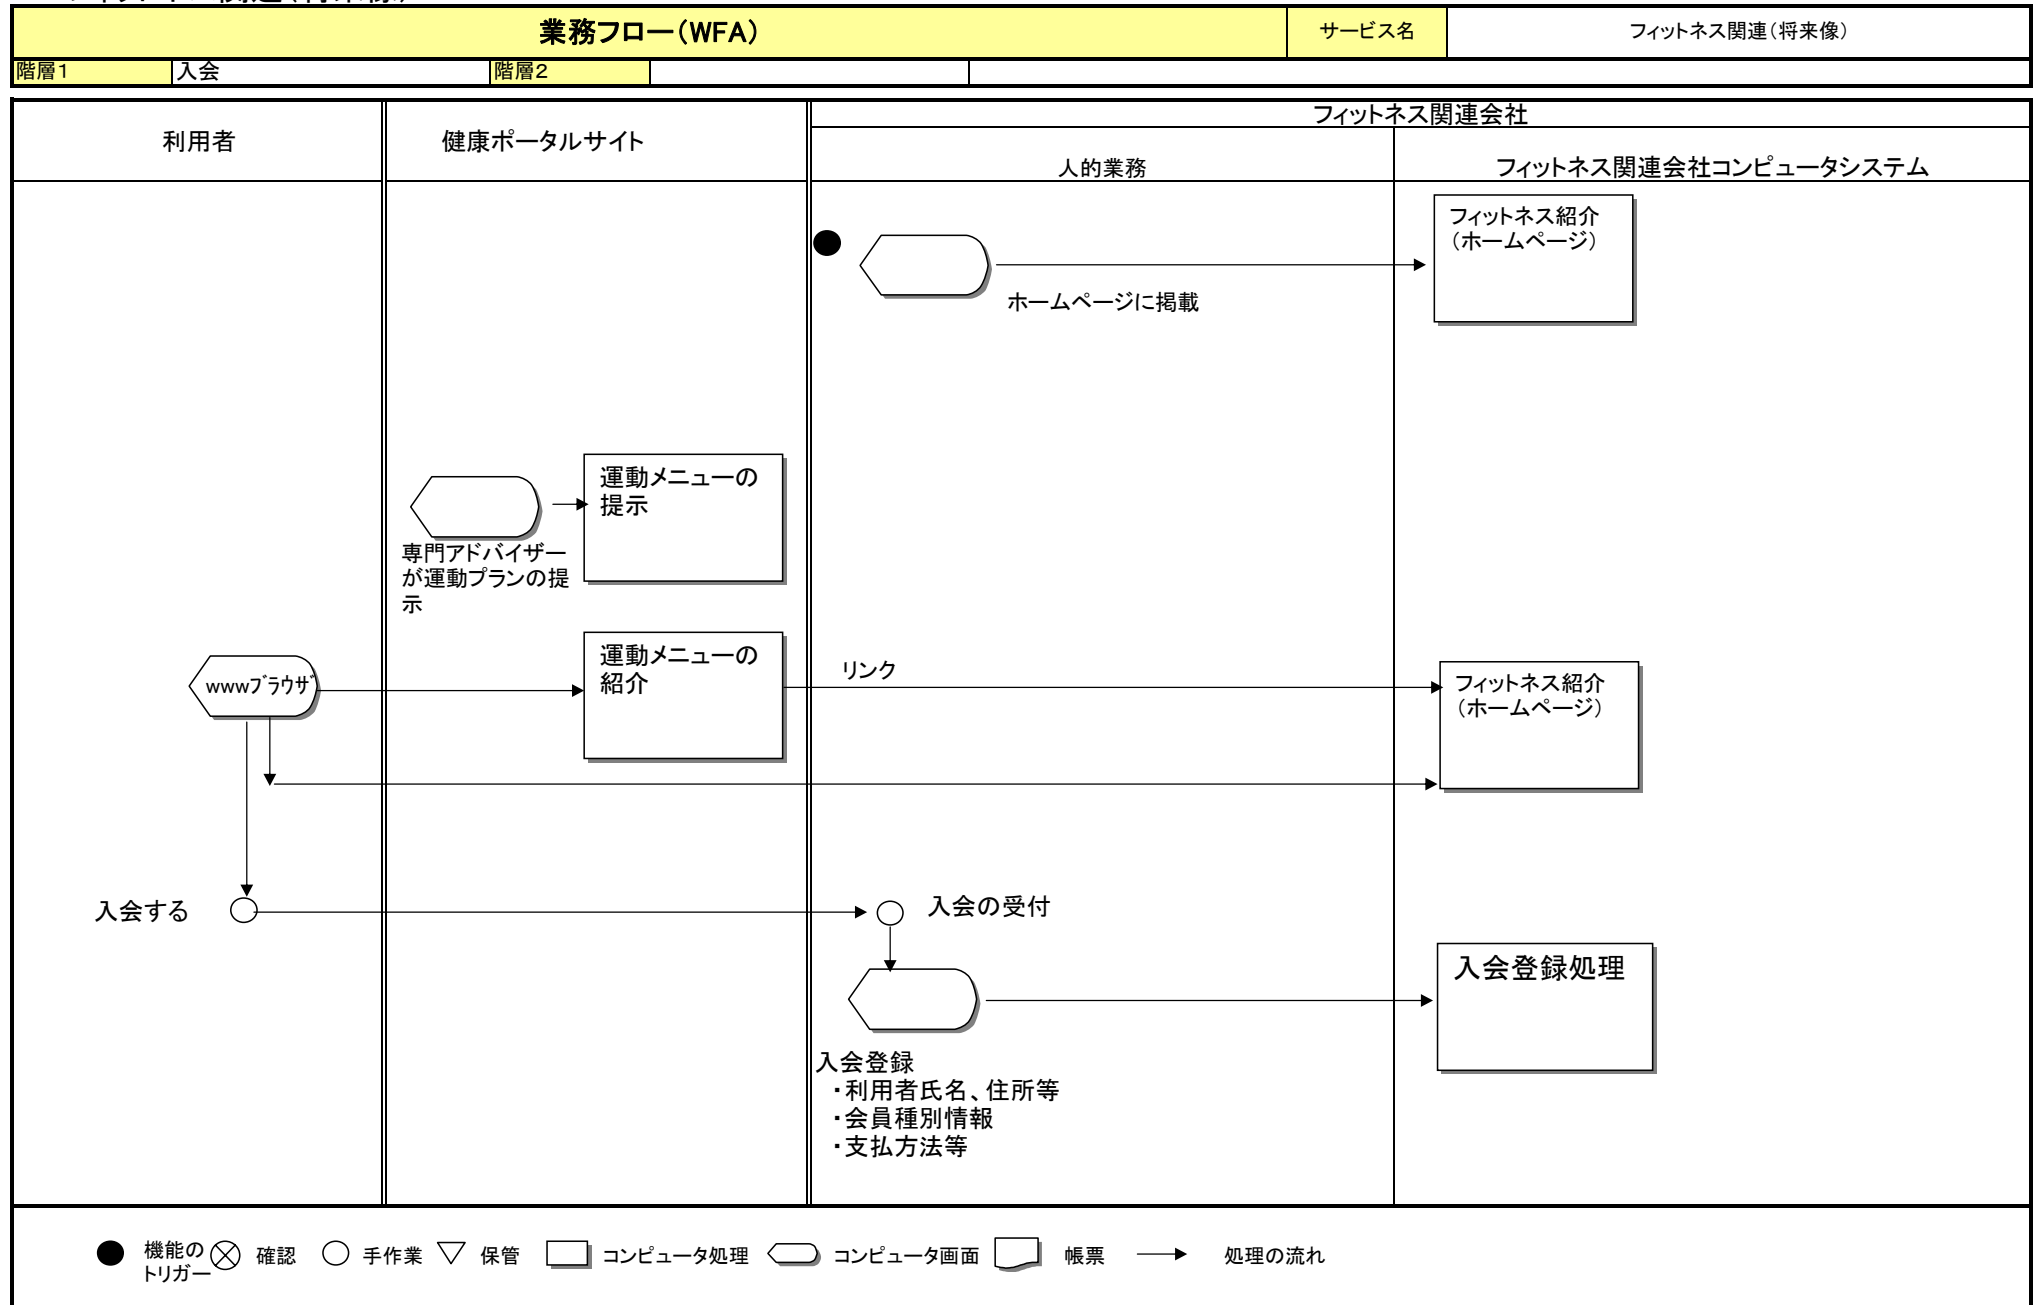 業務フロー(WFA)
サービス名
フィットネス関連(将来像)
階層1
入会
階層2
利用者
健康ポータルサイト
フィットネス関連会社
人的業務
フィットネス関連会社コンピュータシステム
フィットネス紹介
(ホームページ)
ホームページに掲載
運動メニューの
提示
専門アドバイザー
が運動プランの提
示
運動メニューの
紹介
リンク
wwwﾌﾞﾗｳｻﾞ
フィットネス紹介
(ホームページ)
入会する
入会の受付
入会登録処理
入会登録
・利用者氏名、住所等
・会員種別情報
・支払方法等
機能の
トリガー
確認
手作業
保管
コンピュータ処理
コンピュータ画面
帳票
処理の流れ